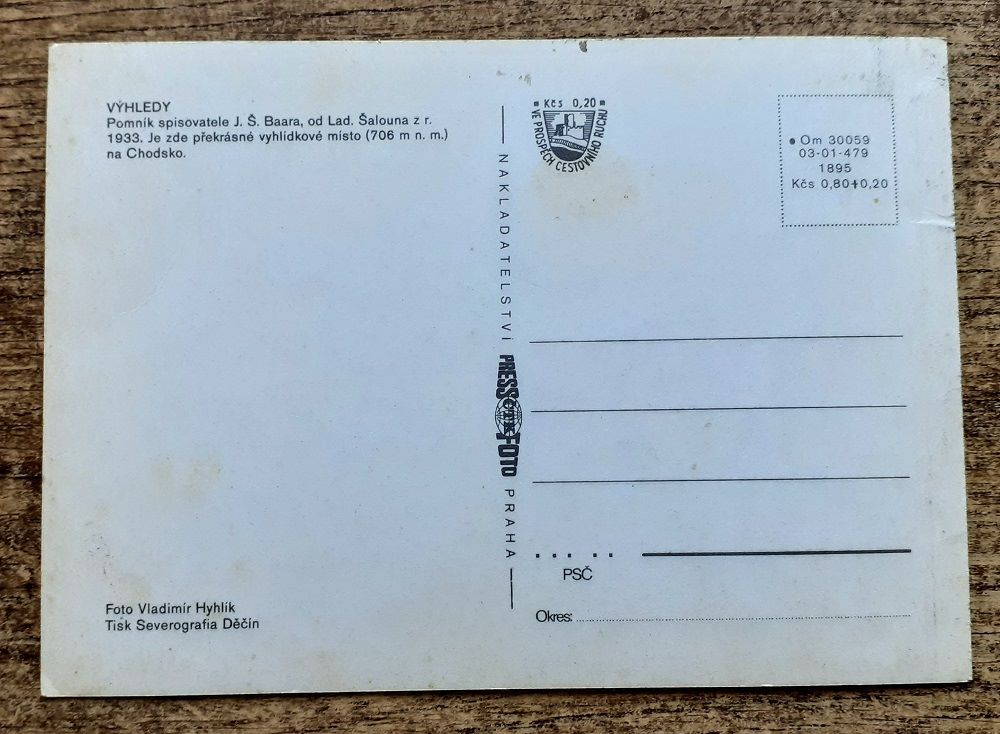 VÝHLEDY
Pomník spisovatele J. Š. Baara, od Lad. Šalouna z r.
1933. Je zde překrásné vyhlídkové místo (706 m n. m.)
na Chodsko.
Foto Vladimír Hyhlík
Tisk Severografia Děčín
NAKLADATELSTVÍ PRESSFOTO PRAHA
ČTK
Kčs 0,20
VE PROSPĚCH CESTOVNÍHO RUCHU
Om 30059
03-01-479
1895
Kčs 0,80+0,20
PSČ
Okres: